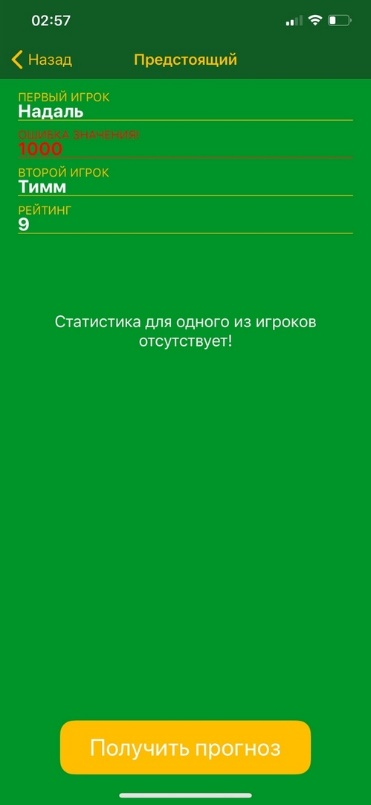 02:57
Назад
Предстоящий
ПЕРВЫЙ ИГРОК
Надаль
ОШИБКА ЗНАЧЕНИЯ!
1000
ВТОРОЙ ИГРОК
Тимм
РЕЙТИНГ
9
Статистика для одного из игроков
отсутствует!
Получить прогноз